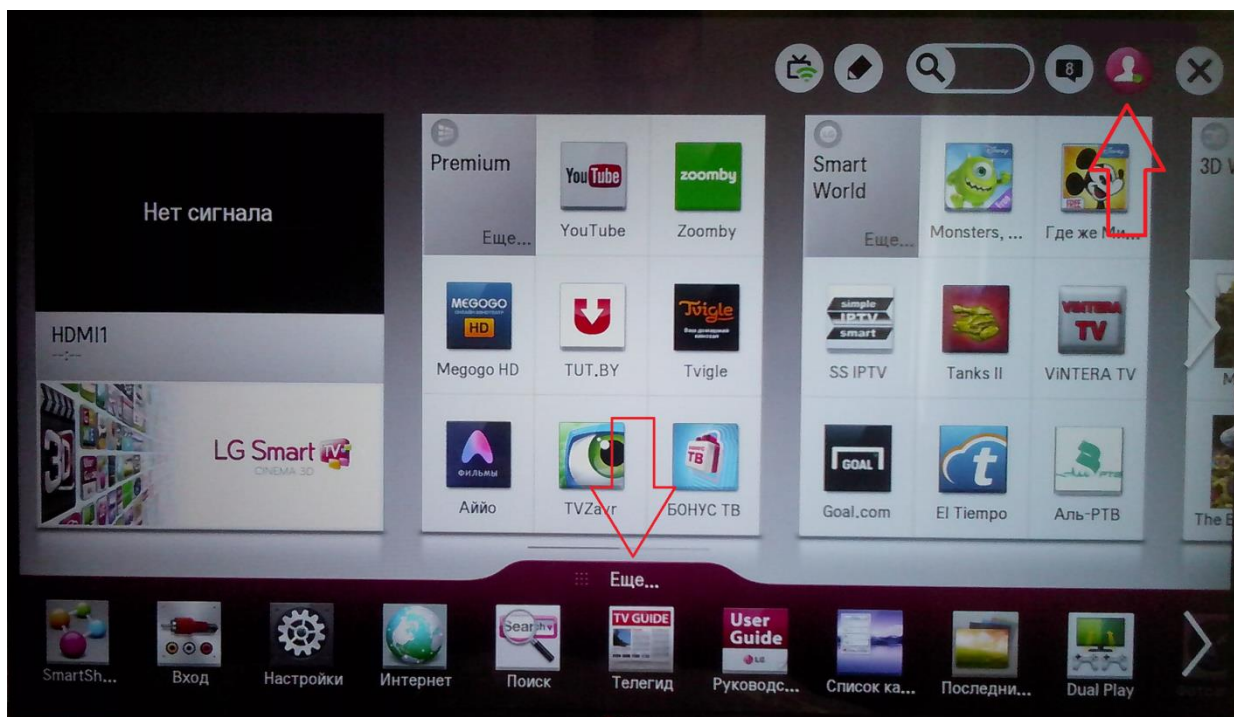 8
Нет сигнала
HDMI1
--:--
LG Smart TV
CINEMA 3D
3D
Premium
Еще...
You Tube
YouTube
zoomby
Zoomby
MEGOGO
HD
Megogo HD
TUT.BY
Tvigle
Tvigle
ФИЛЬМЫ
Аййо
TVZavr
ТВ
БОНУС ТВ
Smart
World
Еще...
Disney
Monsters, ...
FREE
Где же Ми...
simple
IPTV
smart
SS IPTV
Tanks II
ViNTERA
TV
ViNTERA TV
GOAL
Goal.com
t
El Tiempo
Аль-РТВ
3D
The
Еще...
SmartSh...
Вход
Настройки
Интернет
Search
Поиск
TV GUIDE
Телегид
User
Guide
LG
Руководс...
Список ка...
Последни...
Dual Play